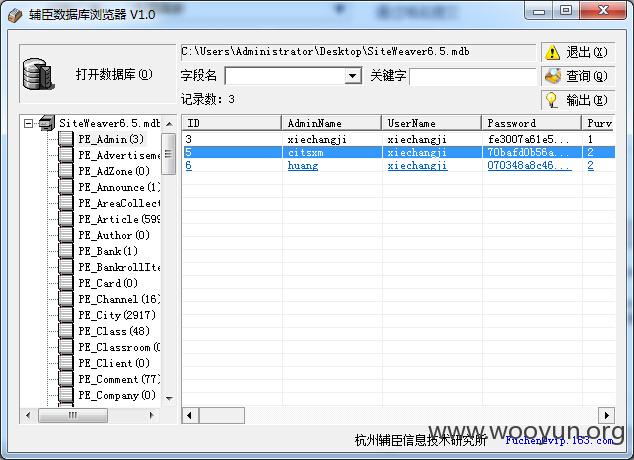 辅臣数据库浏览器 V1.0
C:\Users\Administrator\Desktop\SiteWeaver6.5.mdb
退出(X)
打开数据库(O)
字段名
关键字
查询(Q)
记录数: 3
输出(E)
SiteWeaver6.5.mdb
PE_Admin(3)
PE_Advertiseme
PE_AdZone(0)
PE_Announce(1)
PE_AreaCollect
PE_Article(599
PE_Author(0)
PE_Bank(1)
PE_BankrollIte
PE_Card(0)
PE_Channel(16)
PE_City(2917)
PE_Class(48)
PE_Classroom(0
PE_Client(0)
PE_Comment(77)
PE_Company(0)
ID AdminName UserName Password Purv
3 xiechangji xiechangji fe3007a61e5... 1
5 citsxm xiechangji 70bafd0b56a... 2
6 huang xiechangji 070348a8c46... 2
www.wooyun.org
杭州辅臣信息技术研究所 Fuchen@vip.163.com